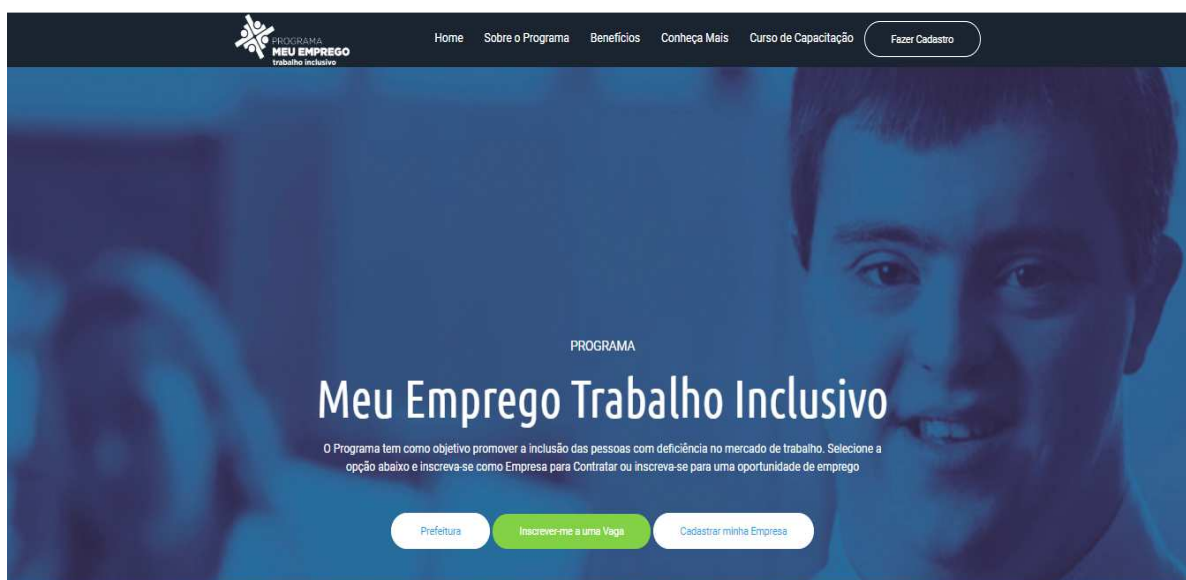 PROGRAMA
MEU EMPREGO
trabalho inclusivo
Home Sobre o Programa Benefícios Conheça Mais Curso de Capacitação Fazer Cadastro
PROGRAMA
Meu Emprego Trabalho Inclusivo
O Programa tem como objetivo promover a inclusão das pessoas com deficiência no mercado de trabalho. Selecione a
opção abaixo e inscreva-se como Empresa para Contratar ou inscreva-se para uma oportunidade de emprego
Prefeitura Inscrever-me a uma Vaga Cadastrar minha Empresa